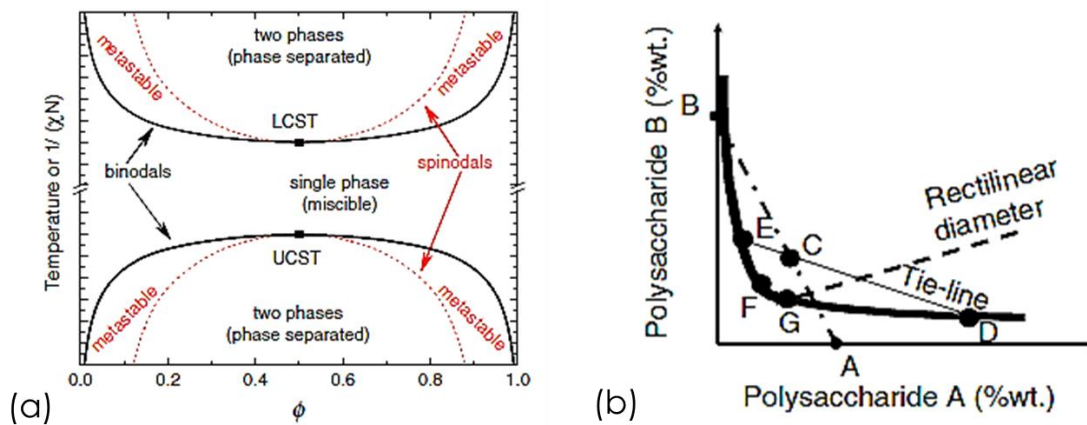 two phases
(phase separated)
metastable
metastable
LCST
binodals
spinodals
single phase
(miscible)
UCST
metastable
metastable
two phases
(phase separated)
Temperature or 1/ (χN)
0.0 0.2 0.4 0.6 0.8 1.0
ϕ
(a)
Polysaccharide B (%wt.)
B
Rectilinear
diameter
E
C
Tie-line
F
G
D
A
Polysaccharide A (%wt.)
(b)